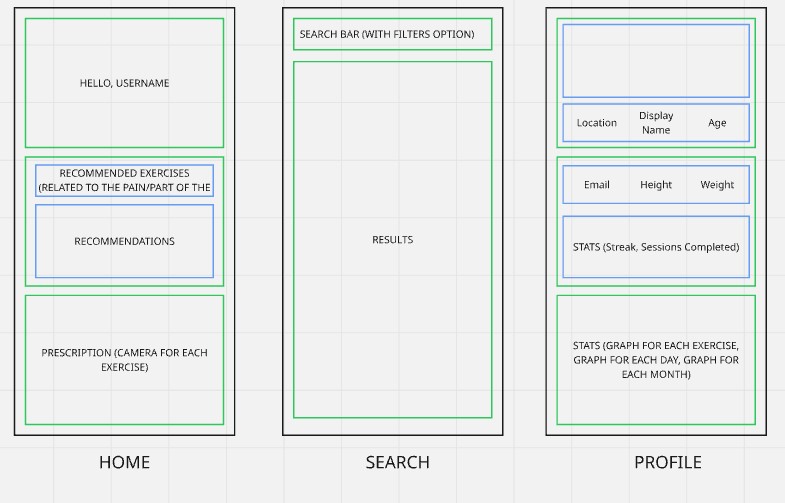 HELLO, USERNAME
RECOMMENDED EXERCISES
(RELATED TO THE PAIN/PART OF THE
RECOMMENDATIONS
PRESCRIPTION (CAMERA FOR EACH
EXERCISE)
HOME
SEARCH BAR (WITH FILTERS OPTION)
RESULTS
SEARCH
Location
Display
Name
Age
Email
Height
Weight
STATS (Streak, Sessions Completed)
STATS (GRAPH FOR EACH EXERCISE,
GRAPH FOR EACH DAY, GRAPH FOR
EACH MONTH)
PROFILE